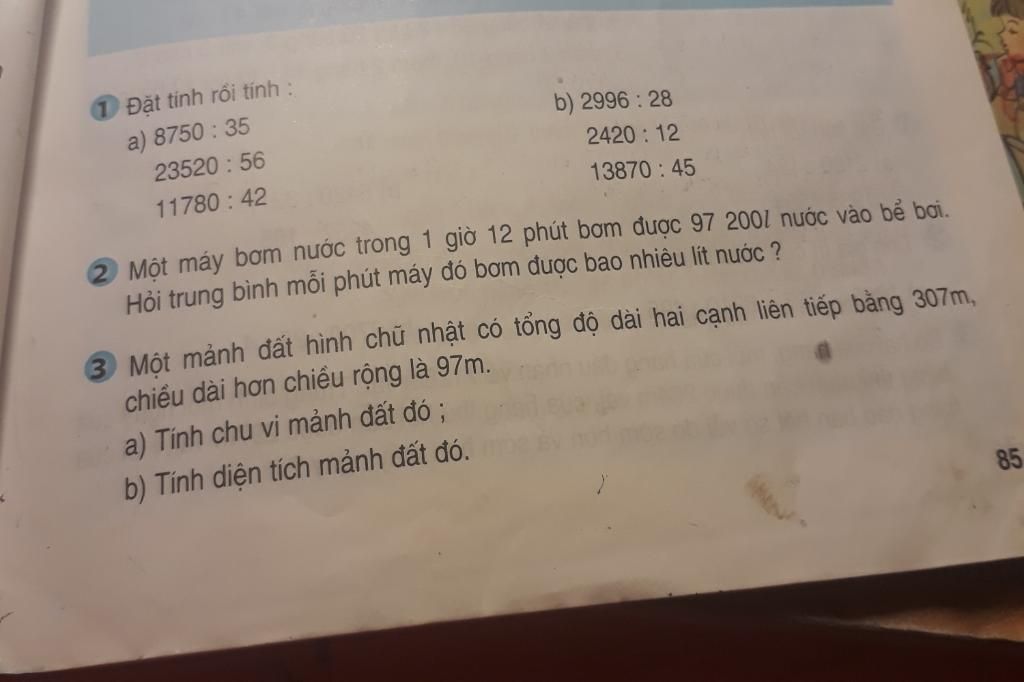 1 Đặt tính rồi tính :
a) 8750 : 35
23520 : 56
11780 : 42
b) 2996 : 28
2420 : 12
13870 : 45
2 Một máy bơm nước trong 1 giờ 12 phút bơm được 97 200l nước vào bể bơi.
Hỏi trung bình mỗi phút máy đó bơm được bao nhiêu lít nước ?
3 Một mảnh đất hình chữ nhật có tổng độ dài hai cạnh liên tiếp bằng 307m,
chiều dài hơn chiều rộng là 97m.
a) Tính chu vi mảnh đất đó ;
b) Tính diện tích mảnh đất đó.
85